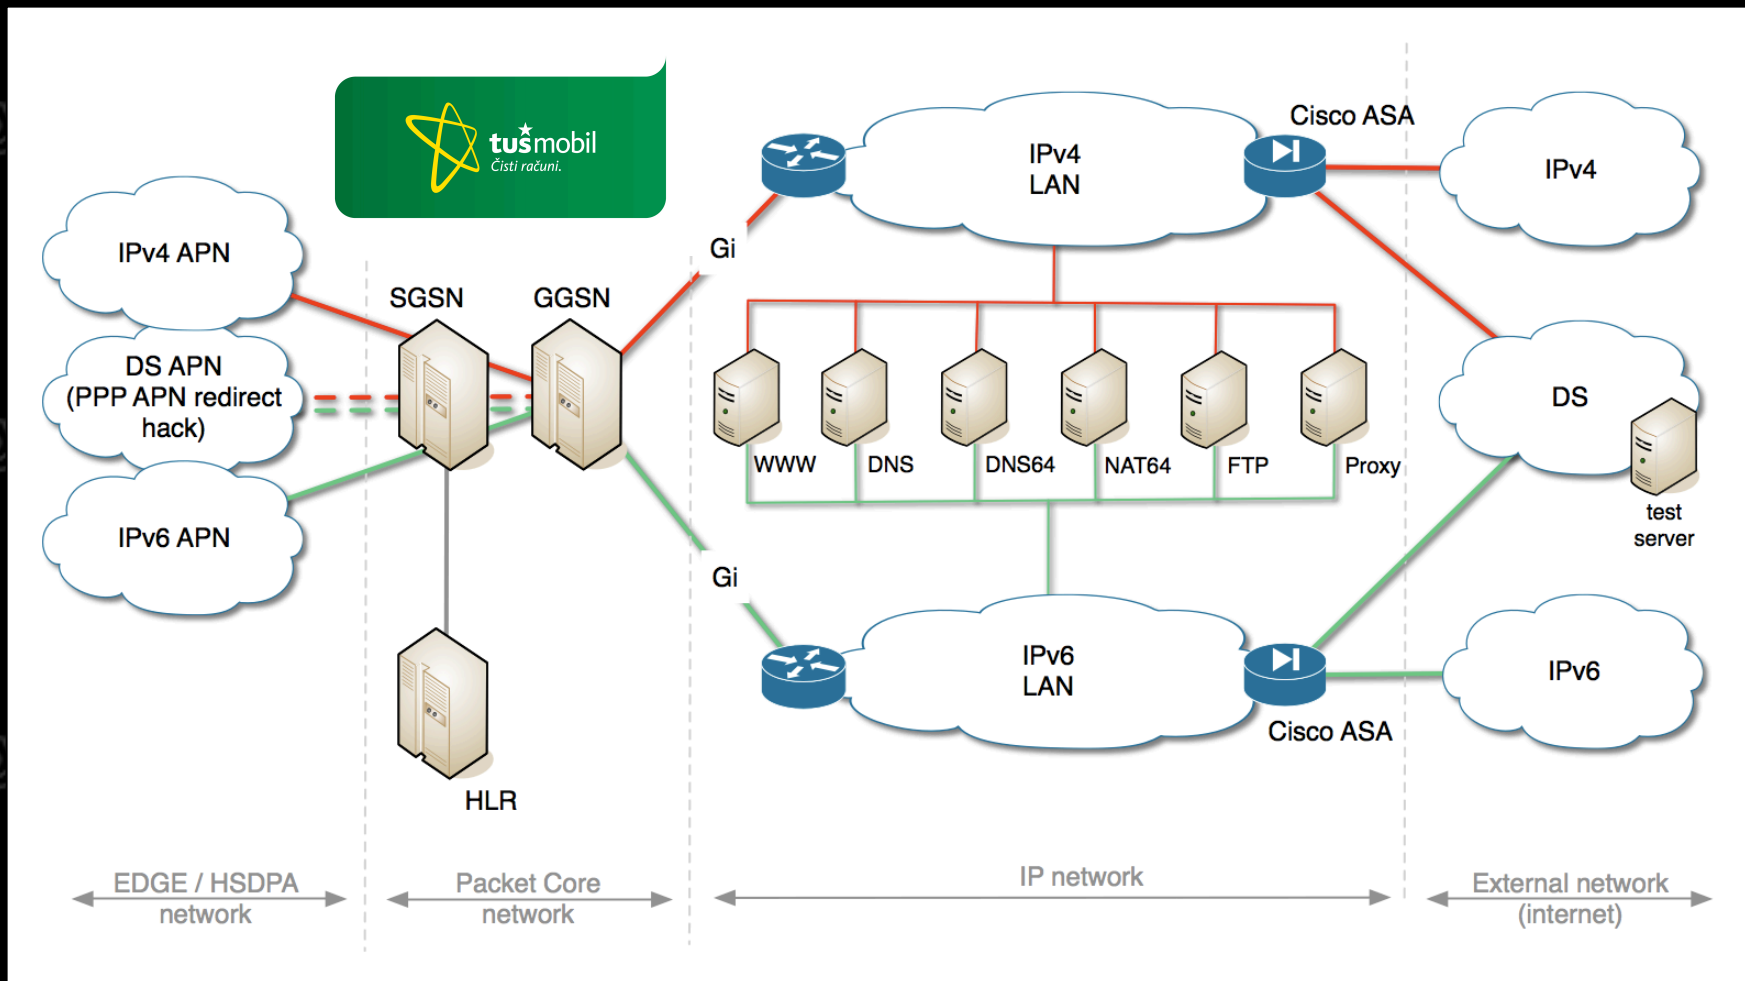 tušmobil
Čisti računi.
Cisco ASA
IPv4
LAN
IPv4
IPv4 APN
Gi
SGSN
GGSN
DS APN
(PPP APN redirect
hack)
DS
WWW
DNS
DNS64
NAT64
FTP
Proxy
test
server
IPv6 APN
Gi
IPv6
LAN
IPv6
Cisco ASA
HLR
EDGE / HSDPA
network
Packet Core
network
IP network
External network
(internet)